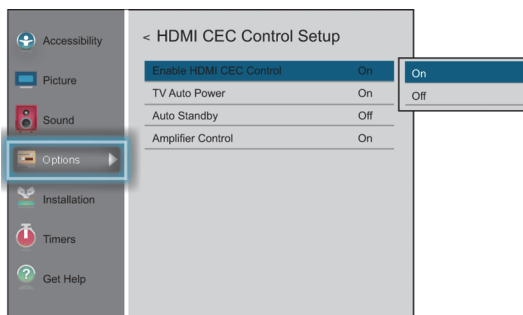 Accessibility
Picture
Sound
Options
Installation
Timers
Get Help
< HDMI CEC Control Setup
Enable HDMI CEC Control On
TV Auto Power On
Auto Standby Off
Amplifier Control On
On
Off